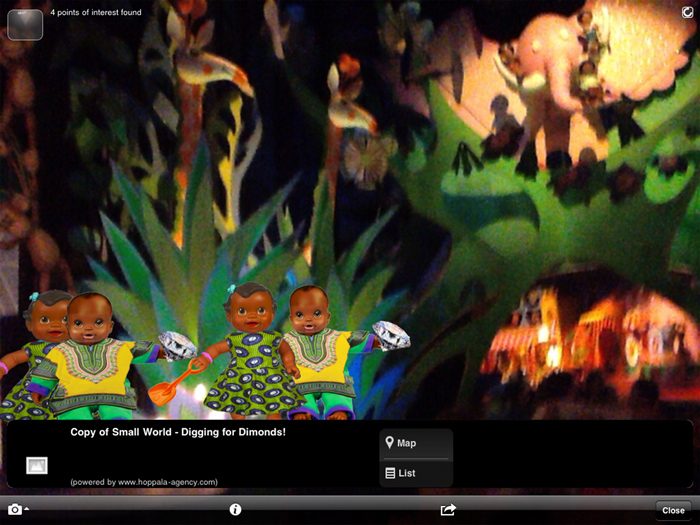 4 points of interest found
Copy of Small World - Digging for Dimonds!
Map
List
(powered by www.hoppala-agency.com)
Close